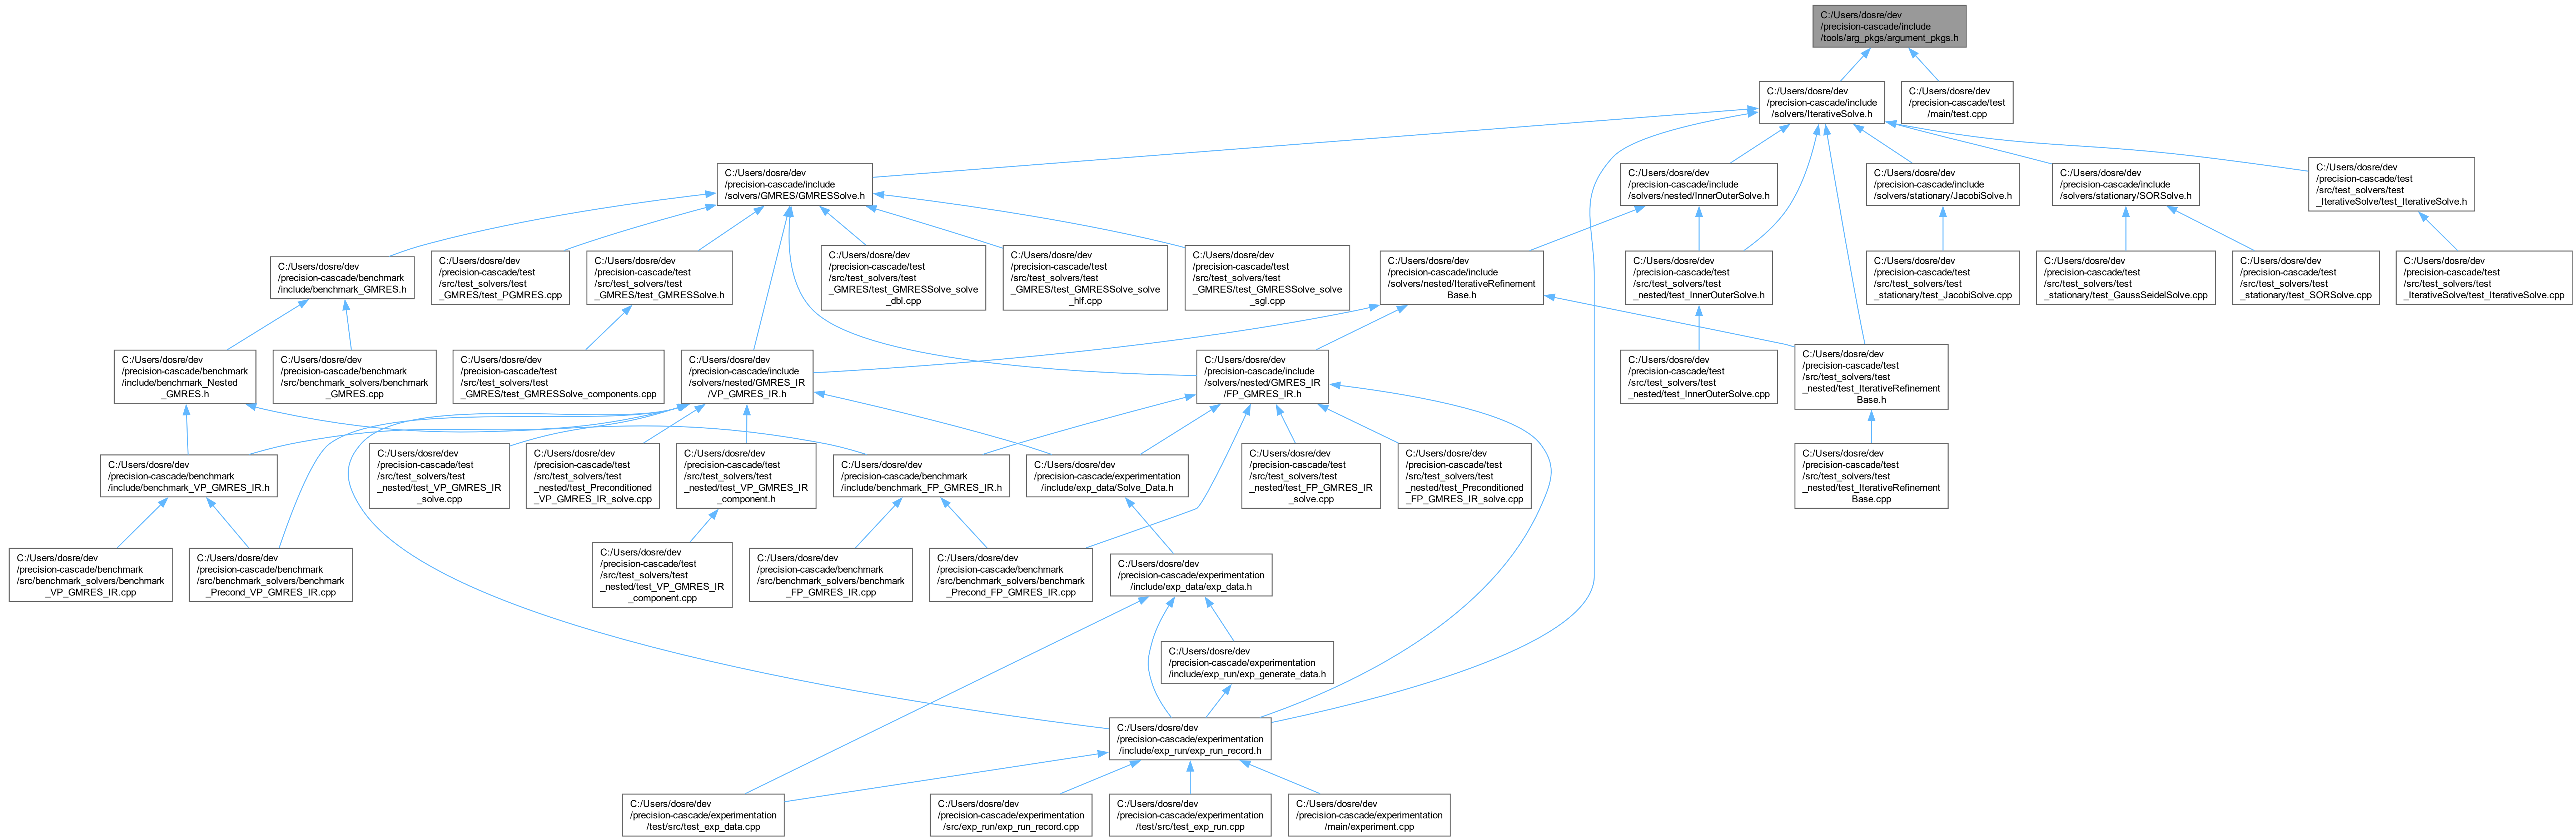 C:/Users/dosre/dev
/precision-cascade/include
/tools/arg_pkgs/argument_pkgs.h
C:/Users/dosre/dev
/precision-cascade/include
/solvers/IterativeSolve.h
C:/Users/dosre/dev
/precision-cascade/test
/main/test.cpp
C:/Users/dosre/dev
/precision-cascade/include
/solvers/GMRES/GMRESSolve.h
C:/Users/dosre/dev
/precision-cascade/include
/solvers/nested/InnerOuterSolve.h
C:/Users/dosre/dev
/precision-cascade/include
/solvers/stationary/JacobiSolve.h
C:/Users/dosre/dev
/precision-cascade/include
/solvers/stationary/SORSolve.h
C:/Users/dosre/dev
/precision-cascade/test
/src/test_solvers/test
_IterativeSolve/test_IterativeSolve.h
C:/Users/dosre/dev
/precision-cascade/benchmark
/include/benchmark_GMRES.h
C:/Users/dosre/dev
/precision-cascade/test
/src/test_solvers/test
_GMRES/test_PGMRES.cpp
C:/Users/dosre/dev
/precision-cascade/test
/src/test_solvers/test
_GMRES/test_GMRESSolve.h
C:/Users/dosre/dev
/precision-cascade/test
/src/test_solvers/test
_GMRES/test_GMRESSolve_solve
_dbl.cpp
C:/Users/dosre/dev
/precision-cascade/test
/src/test_solvers/test
_GMRES/test_GMRESSolve_solve
_hlf.cpp
C:/Users/dosre/dev
/precision-cascade/test
/src/test_solvers/test
_GMRES/test_GMRESSolve_solve
_sgl.cpp
C:/Users/dosre/dev
/precision-cascade/include
/solvers/nested/IterativeRefinement
Base.h
C:/Users/dosre/dev
/precision-cascade/test
/src/test_solvers/test
_nested/test_InnerOuterSolve.h
C:/Users/dosre/dev
/precision-cascade/test
/src/test_solvers/test
_stationary/test_JacobiSolve.cpp
C:/Users/dosre/dev
/precision-cascade/test
/src/test_solvers/test
_stationary/test_GaussSeidelSolve.cpp
C:/Users/dosre/dev
/precision-cascade/test
/src/test_solvers/test
_stationary/test_SORSolve.cpp
C:/Users/dosre/dev
/precision-cascade/test
/src/test_solvers/test
_IterativeSolve/test_IterativeSolve.cpp
C:/Users/dosre/dev
/precision-cascade/benchmark
/include/benchmark_Nested
_GMRES.h
C:/Users/dosre/dev
/precision-cascade/benchmark
/src/benchmark_solvers/benchmark
_GMRES.cpp
C:/Users/dosre/dev
/precision-cascade/test
/src/test_solvers/test
_GMRES/test_GMRESSolve_components.cpp
C:/Users/dosre/dev
/precision-cascade/include
/solvers/nested/GMRES_IR
/VP_GMRES_IR.h
C:/Users/dosre/dev
/precision-cascade/include
/solvers/nested/GMRES_IR
/FP_GMRES_IR.h
C:/Users/dosre/dev
/precision-cascade/test
/src/test_solvers/test
_nested/test_InnerOuterSolve.cpp
C:/Users/dosre/dev
/precision-cascade/test
/src/test_solvers/test
_nested/test_IterativeRefinement
Base.h
C:/Users/dosre/dev
/precision-cascade/benchmark
/include/benchmark_VP_GMRES_IR.h
C:/Users/dosre/dev
/precision-cascade/test
/src/test_solvers/test
_nested/test_VP_GMRES_IR
_solve.cpp
C:/Users/dosre/dev
/precision-cascade/test
/src/test_solvers/test
_nested/test_Preconditioned
_VP_GMRES_IR_solve.cpp
C:/Users/dosre/dev
/precision-cascade/test
/src/test_solvers/test
_nested/test_VP_GMRES_IR
_component.h
C:/Users/dosre/dev
/precision-cascade/benchmark
/include/benchmark_FP_GMRES_IR.h
C:/Users/dosre/dev
/precision-cascade/experimentation
/include/exp_data/Solve_Data.h
C:/Users/dosre/dev
/precision-cascade/test
/src/test_solvers/test
_nested/test_FP_GMRES_IR
_solve.cpp
C:/Users/dosre/dev
/precision-cascade/test
/src/test_solvers/test
_nested/test_Preconditioned
_FP_GMRES_IR_solve.cpp
C:/Users/dosre/dev
/precision-cascade/test
/src/test_solvers/test
_nested/test_IterativeRefinement
Base.cpp
C:/Users/dosre/dev
/precision-cascade/benchmark
/src/benchmark_solvers/benchmark
_VP_GMRES_IR.cpp
C:/Users/dosre/dev
/precision-cascade/benchmark
/src/benchmark_solvers/benchmark
_Precond_VP_GMRES_IR.cpp
C:/Users/dosre/dev
/precision-cascade/test
/src/test_solvers/test
_nested/test_VP_GMRES_IR
_component.cpp
C:/Users/dosre/dev
/precision-cascade/benchmark
/src/benchmark_solvers/benchmark
_FP_GMRES_IR.cpp
C:/Users/dosre/dev
/precision-cascade/benchmark
/src/benchmark_solvers/benchmark
_Precond_FP_GMRES_IR.cpp
C:/Users/dosre/dev
/precision-cascade/experimentation
/include/exp_data/exp_data.h
C:/Users/dosre/dev
/precision-cascade/experimentation
/include/exp_run/exp_generate_data.h
C:/Users/dosre/dev
/precision-cascade/experimentation
/include/exp_run/exp_run_record.h
C:/Users/dosre/dev
/precision-cascade/experimentation
/test/src/test_exp_data.cpp
C:/Users/dosre/dev
/precision-cascade/experimentation
/src/exp_run/exp_run_record.cpp
C:/Users/dosre/dev
/precision-cascade/experimentation
/test/src/test_exp_run.cpp
C:/Users/dosre/dev
/precision-cascade/experimentation
/main/experiment.cpp